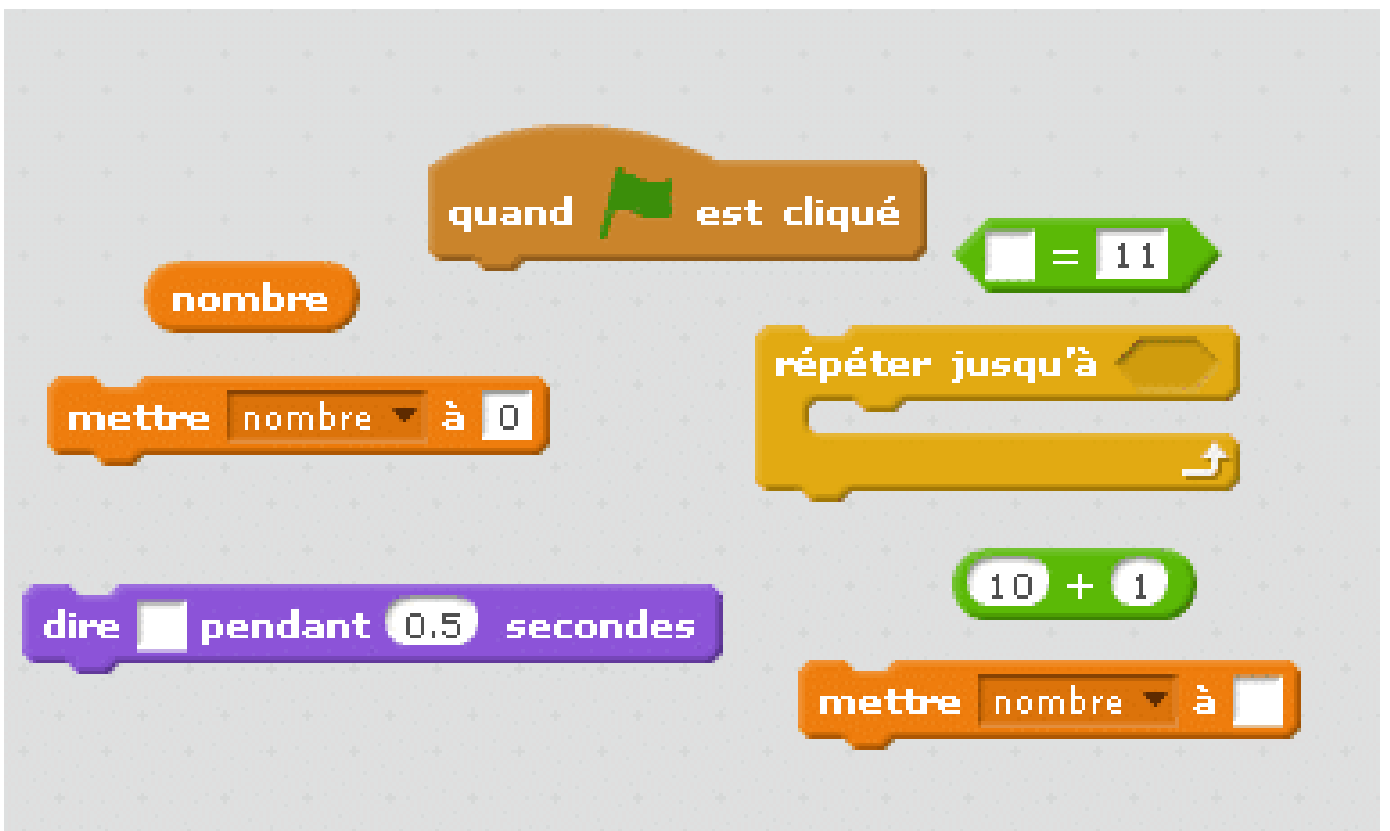 quand est cliqué
= 11
nombre
répéter jusqu'à
mettre nombre à 0
10 + 1
dire pendant 0.5 secondes
mettre nombre à